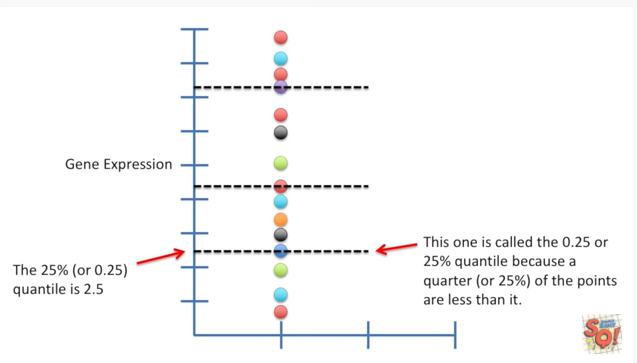 Gene Expression
The 25% (or 0.25)
quantile is 2.5
This one is called the 0.25 or
25% quantile because a
quarter (or 25%) of the points
are less than it.
SQ!